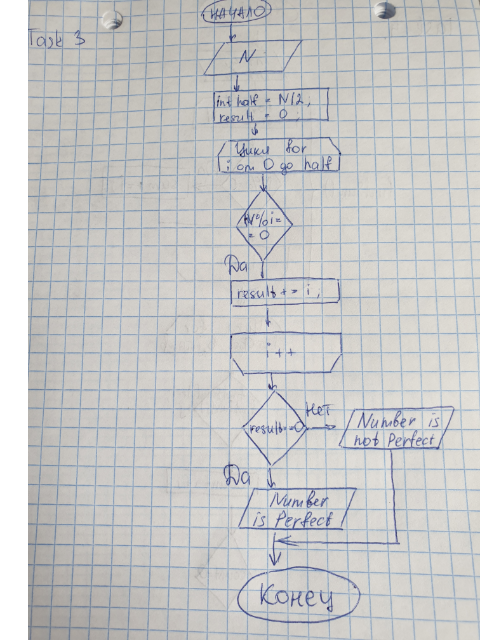 НАЧАЛО
Task 3
N
int half = N/2;
result = 0;
Цикл for
i от 0 до half
N%i=
= 0
Да
result += i;
i++
result=0
Нет
Number is
not Perfect
Да
Number
is Perfect
Конец